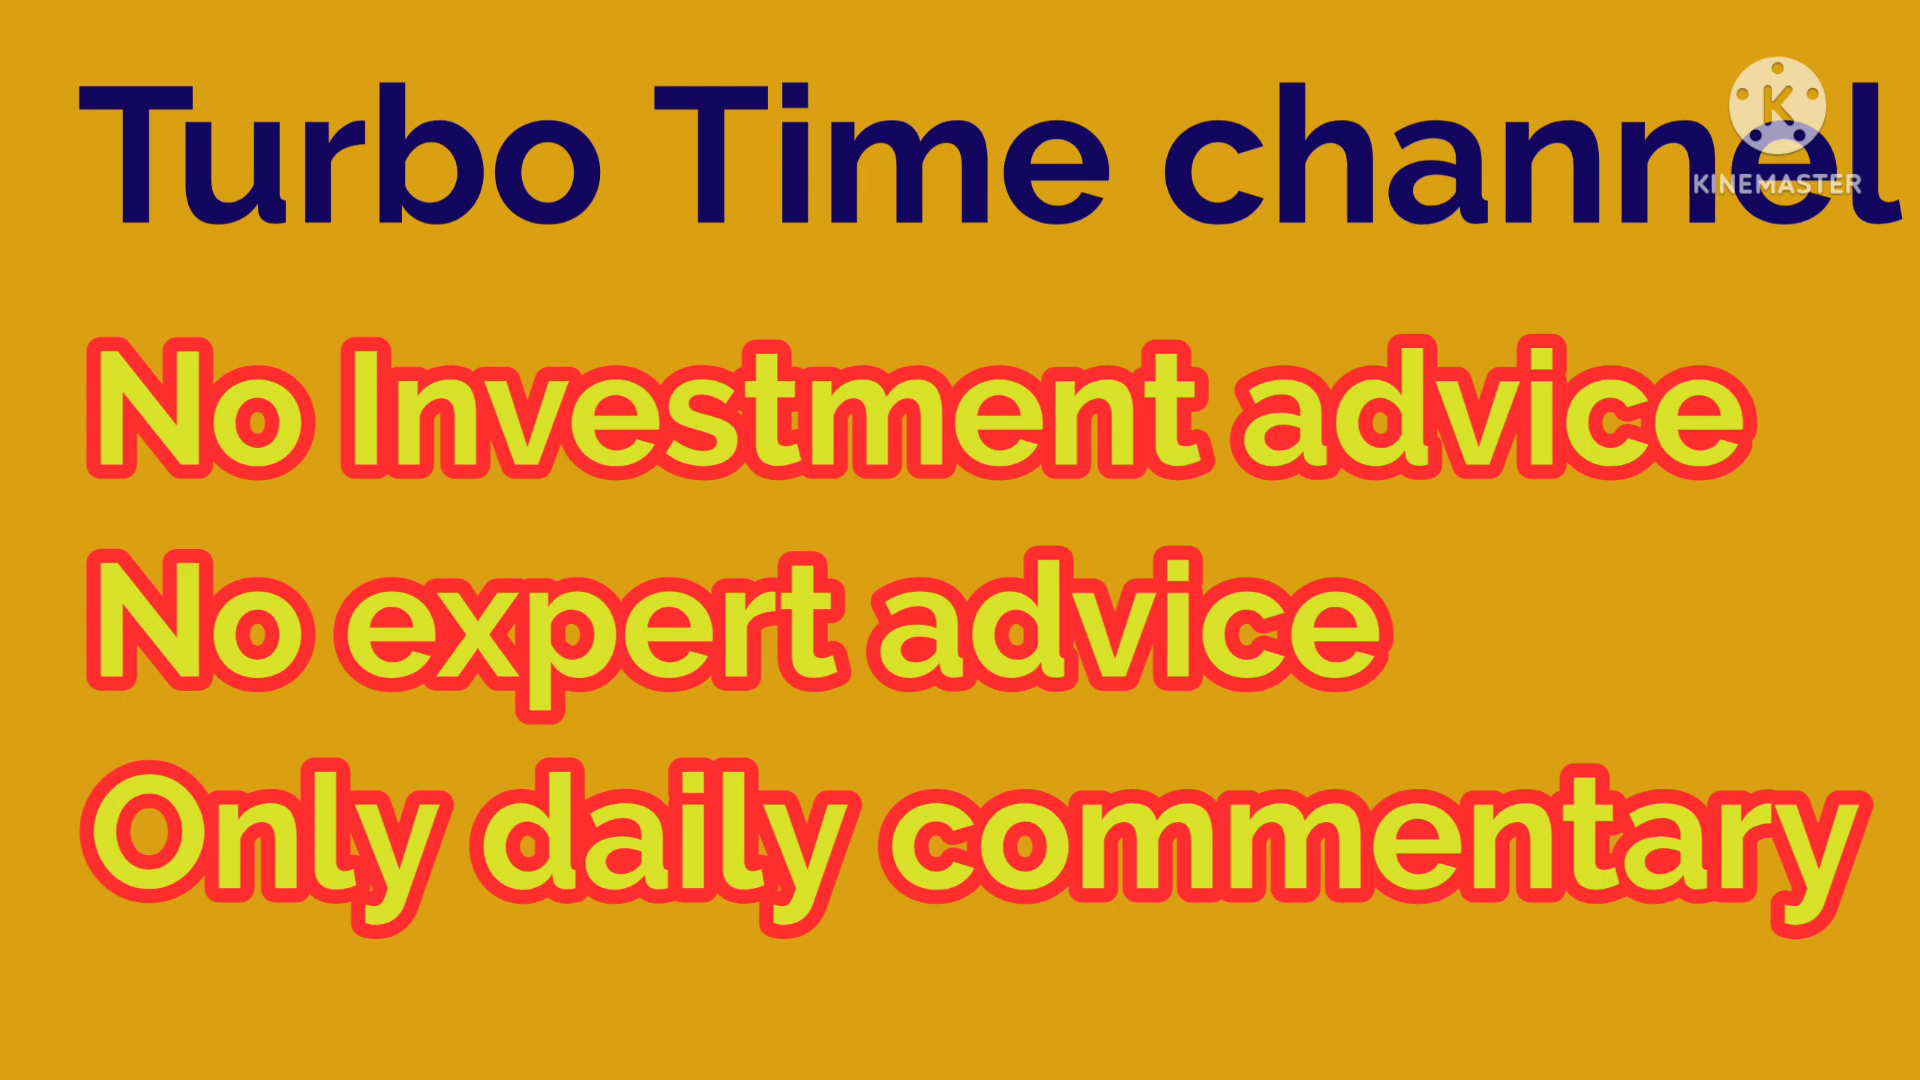 Turbo Time channel
K
KINEMASTER
No Investment advice
No expert advice
Only daily commentary